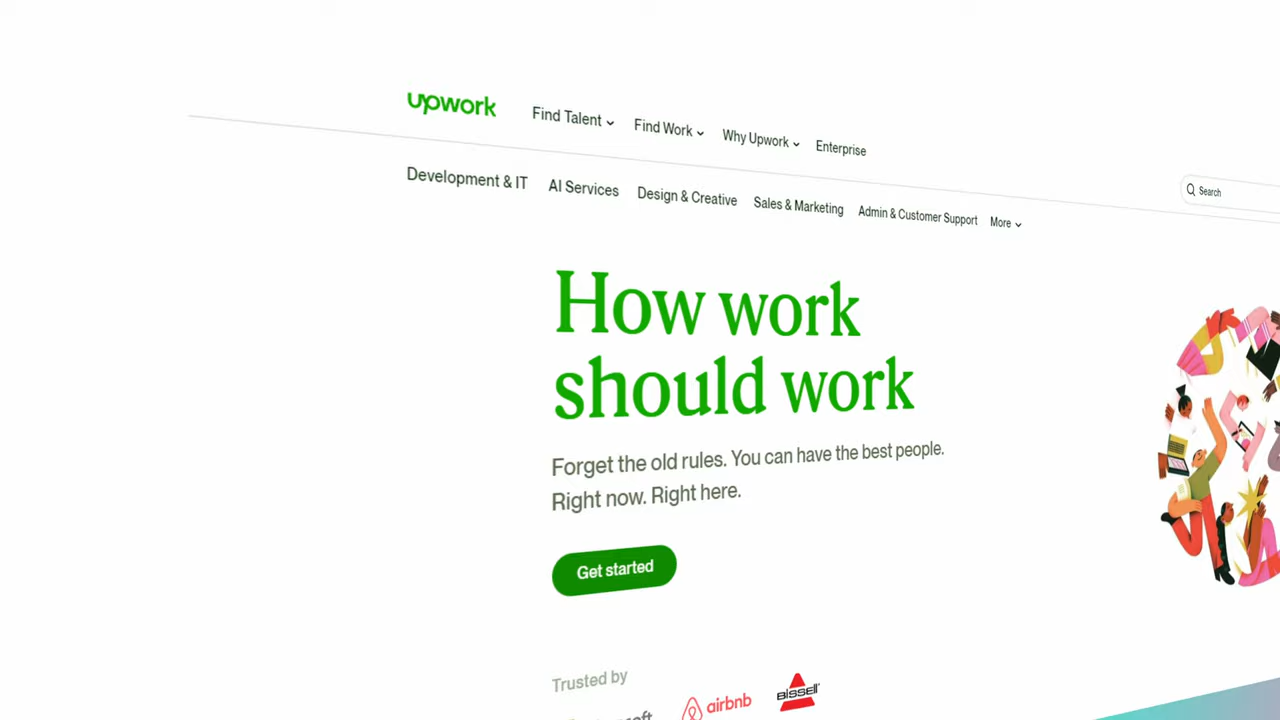 upwork
Find Talent
Find Work
Why Upwork
Enterprise
Search
Development & IT
AI Services
Design & Creative
Sales & Marketing
Admin & Customer Support
More
How work
should work
Forget the old rules. You can have the best people.
Right now. Right here.
Get started
Trusted by
airbnb
BISSELL